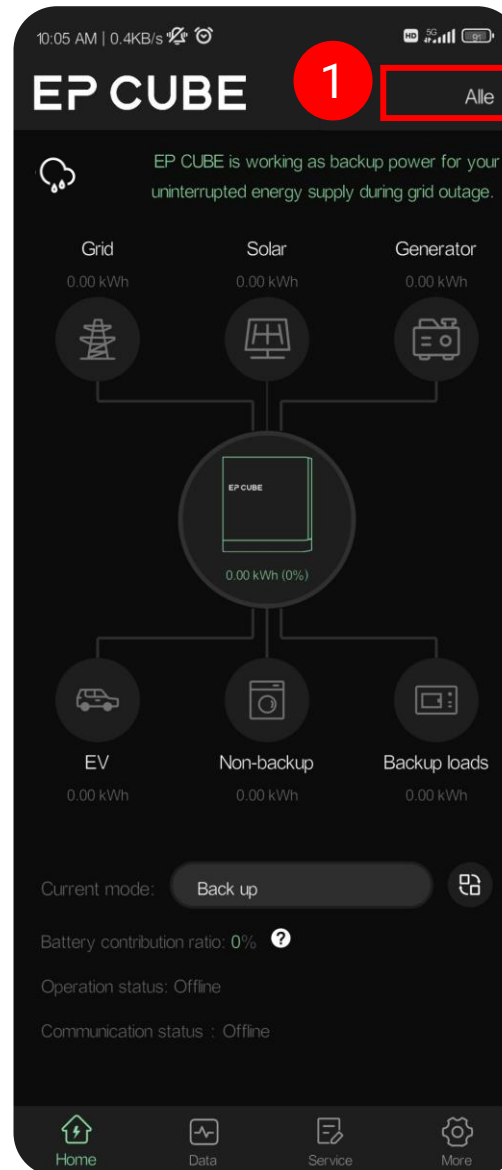 10:05 AM | 0.4KB/s HD 5G 91
EP CUBE 1 Alle
EP CUBE is working as backup power for your
uninterrupted energy supply during grid outage.
Grid Solar Generator
0.00 kWh 0.00 kWh 0.00 kWh
EP CUBE
0.00 kWh (0%)
EV Non-backup Backup loads
0.00 kWh 0.00 kWh 0.00 kWh
Current mode: Back up
Battery contribution ratio: 0% ?
Operation status: Offline
Communication status : Offline
Home Data Service More